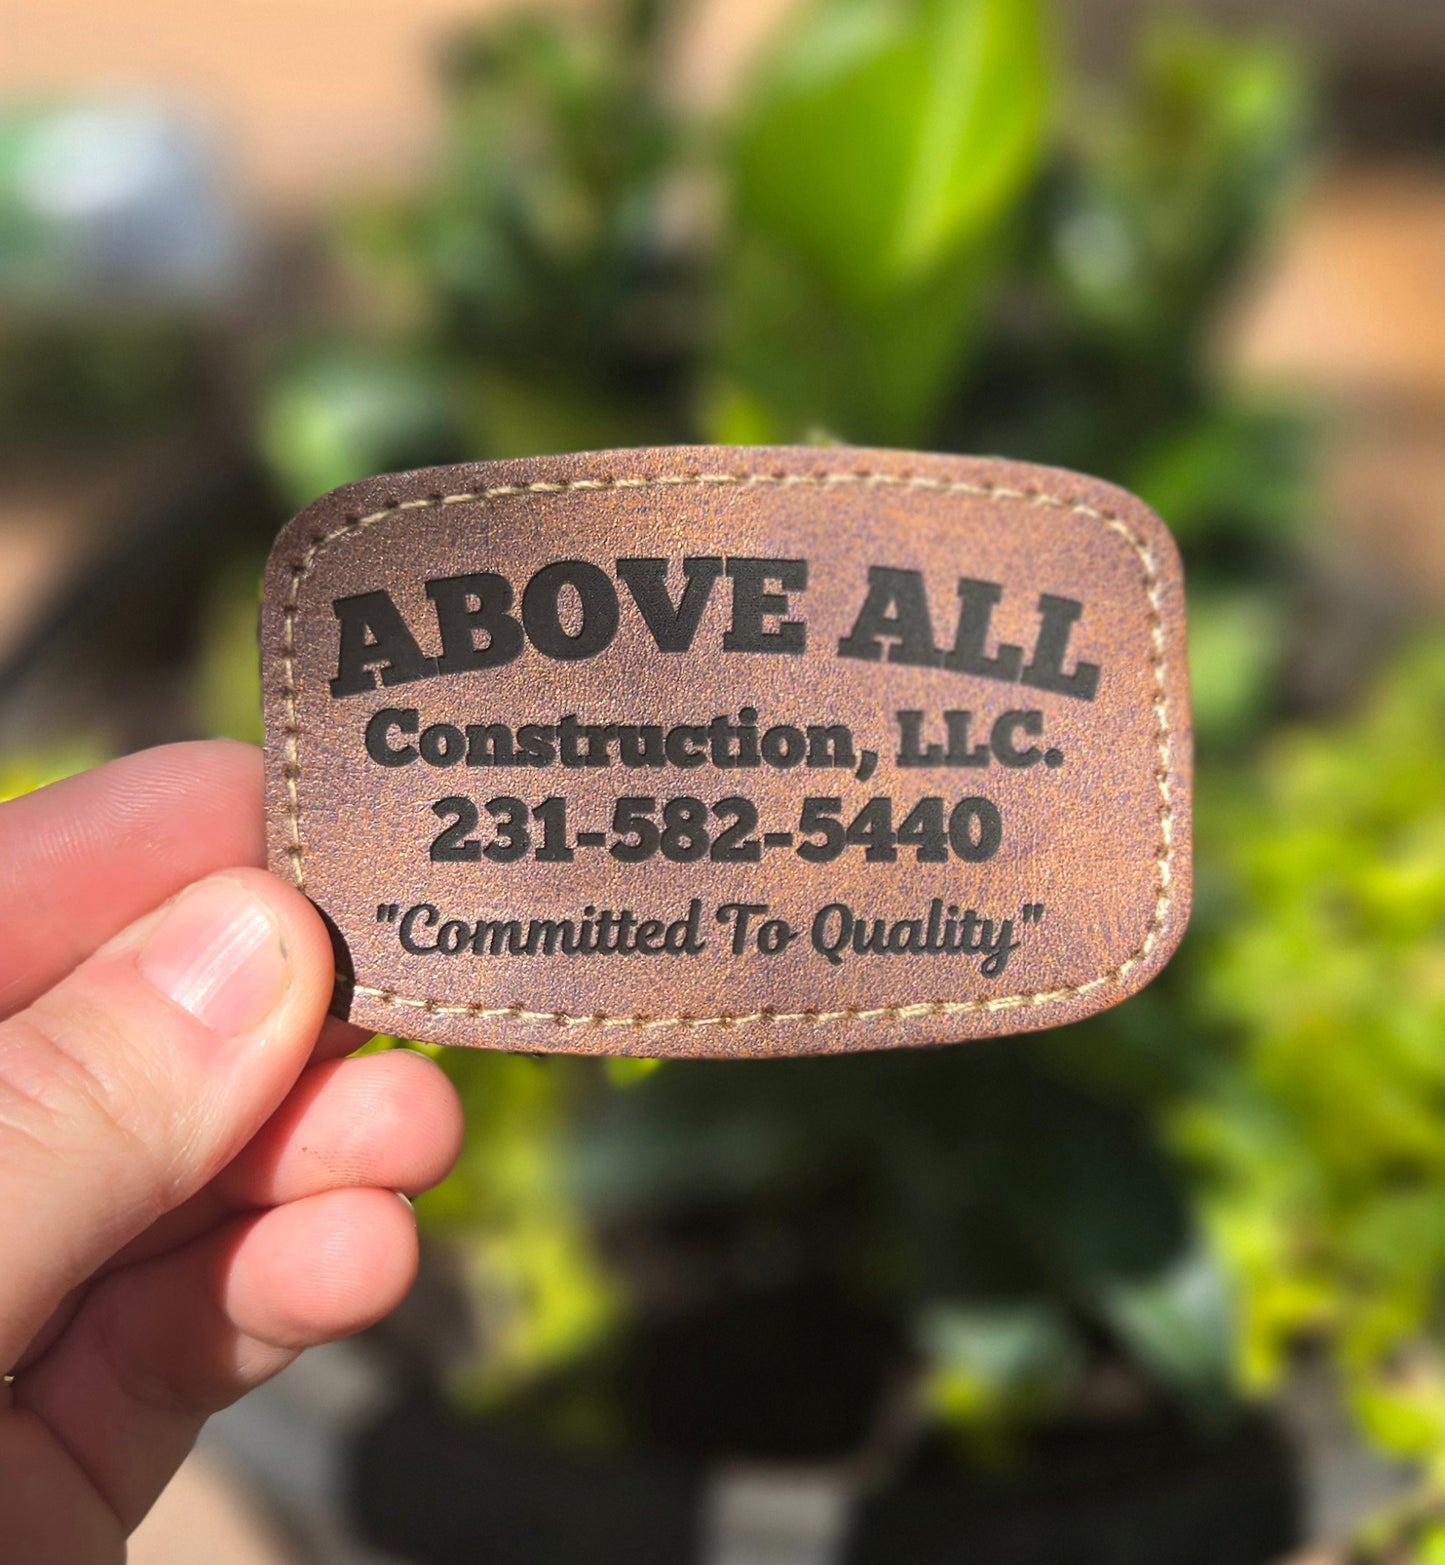 ABOVE ALL
Construction, LLC.
231-582-5440
"Committed To Quality"